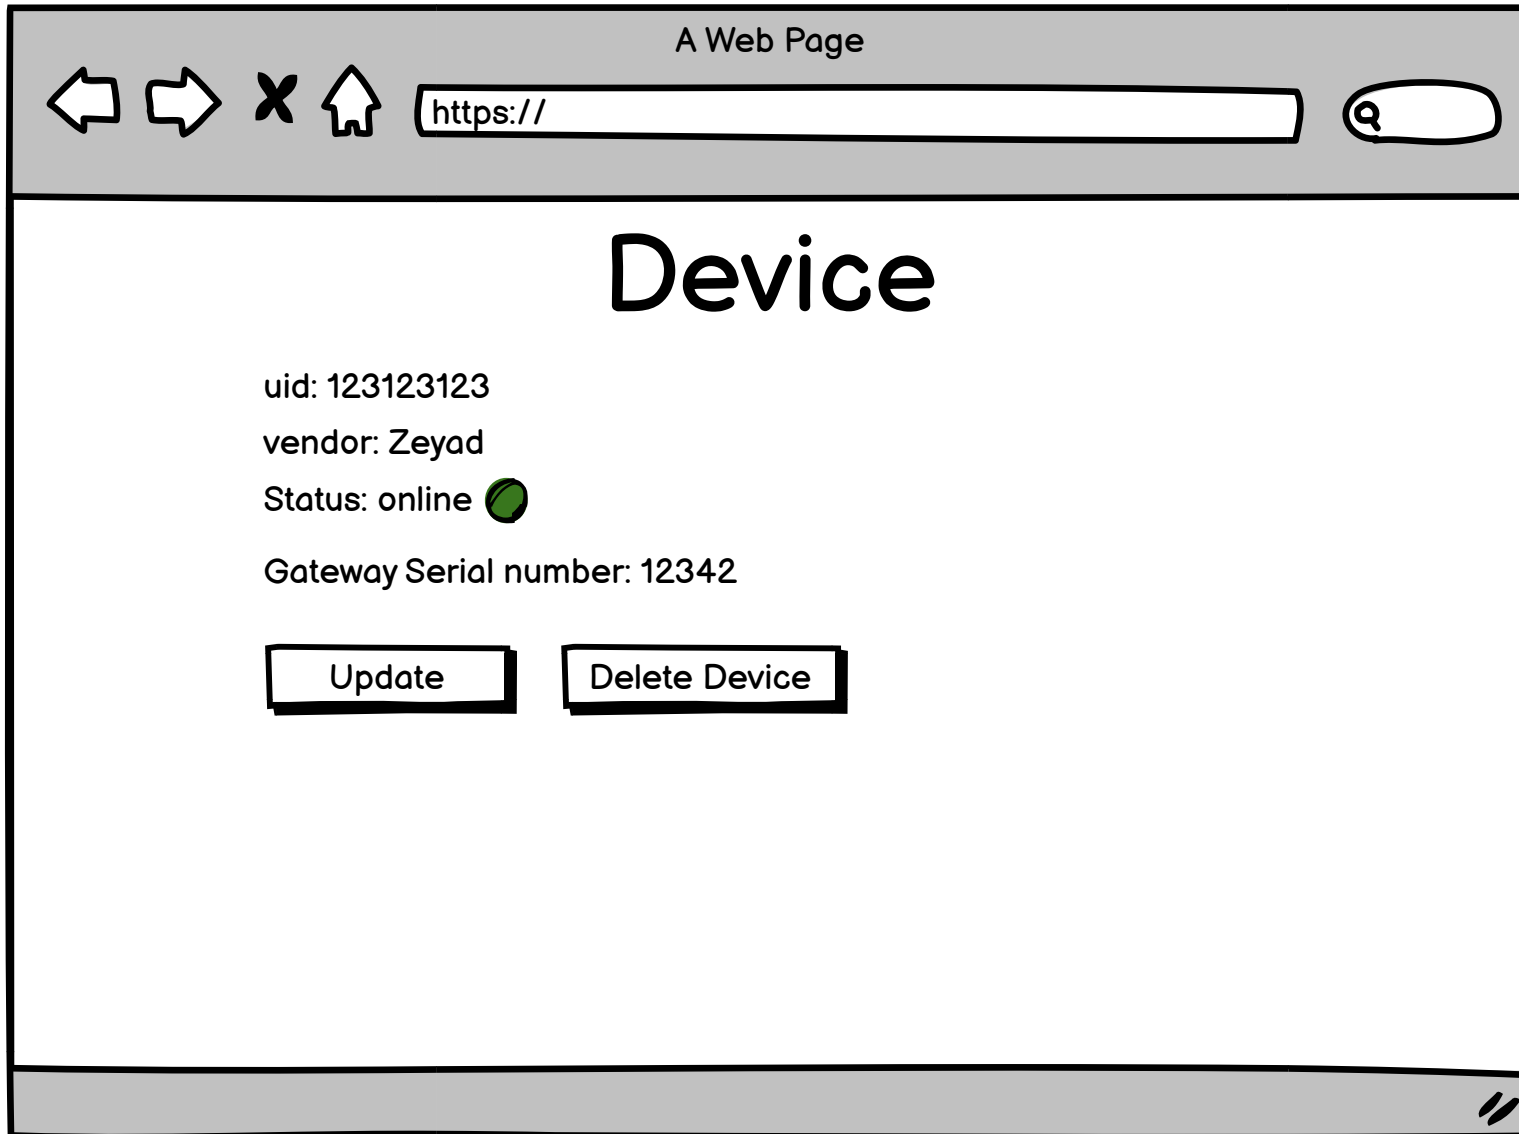 A Web Page
https://
Device
uid: 123123123
vendor: Zeyad
Status: online
Gateway Serial number: 12342
Update
Delete Device